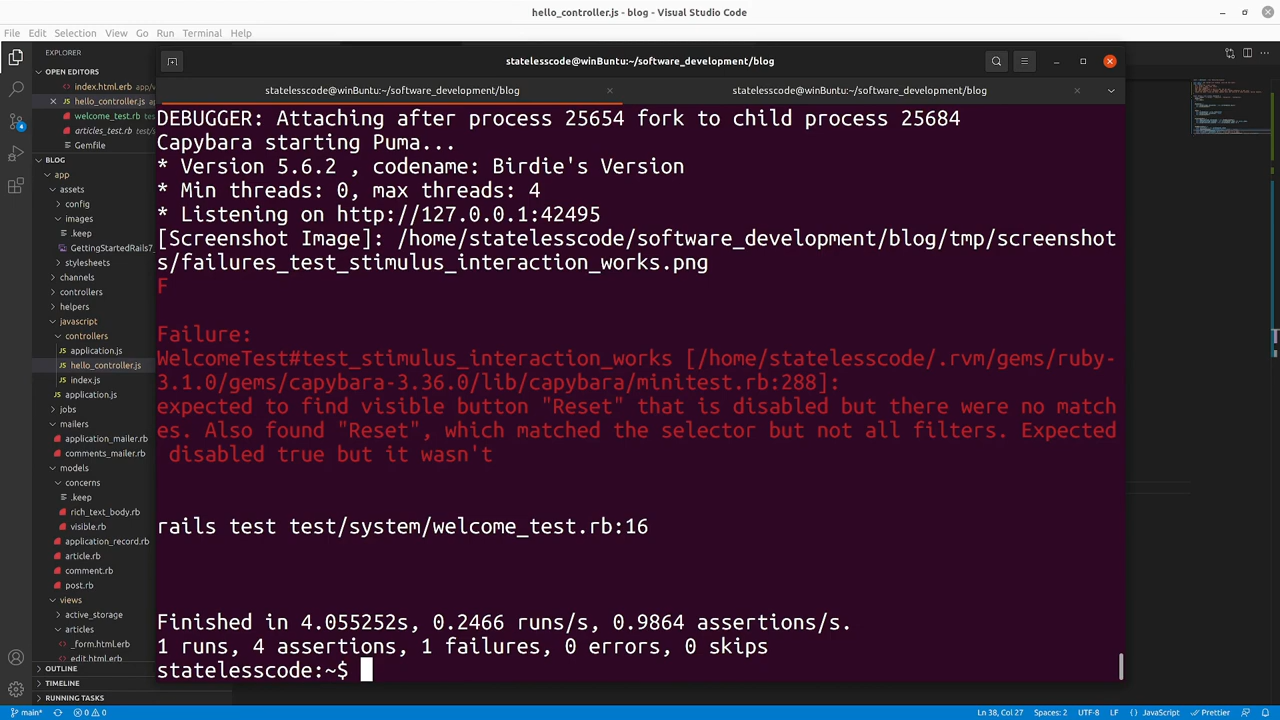 hello_controller.js - blog - Visual Studio Code
File Edit Selection View Go Run Terminal Help
EXPLORER
OPEN EDITORS
index.html.erb app/v
hello_controller.js ap
welcome_test.rb te
articles_test.rb test/s
Gemfile
BLOG
app
assets
config
images
.keep
GettingStartedRails7
stylesheets
channels
controllers
helpers
javascript
controllers
application.js
hello_controller.js
index.js
application.js
jobs
mailers
application_mailer.rb
comments_mailer.rb
models
concerns
.keep
rich_text_body.rb
visible.rb
application_record.rb
article.rb
comment.rb
post.rb
views
active_storage
articles
_form.html.erb
edit.html.erb
OUTLINE
TIMELINE
RUNNING TASKS
statelesscode@winBuntu:~/software_development/blog
statelesscode@winBuntu:~/software_development/blog
statelesscode@winBuntu:~/software_development/blog
DEBUGGER: Attaching after process 25654 fork to child process 25684
Capybara starting Puma...
* Version 5.6.2 , codename: Birdie's Version
* Min threads: 0, max threads: 4
* Listening on http://127.0.0.1:42495
[Screenshot Image]: /home/statelesscode/software_development/blog/tmp/screenshot
s/failures_test_stimulus_interaction_works.png
F
Failure:
WelcomeTest#test_stimulus_interaction_works [/home/statelesscode/.rvm/gems/ruby-
3.1.0/gems/capybara-3.36.0/lib/capybara/minitest.rb:288]:
expected to find visible button "Reset" that is disabled but there were no match
es. Also found "Reset", which matched the selector but not all filters. Expected
disabled true but it wasn't
rails test test/system/welcome_test.rb:16
Finished in 4.055252s, 0.2466 runs/s, 0.9864 assertions/s.
1 runs, 4 assertions, 1 failures, 0 errors, 0 skips
statelesscode:~$
4
main* 0 0 Ln 38, Col 27 Spaces: 2 UTF-8 LF {} JavaScript Prettier